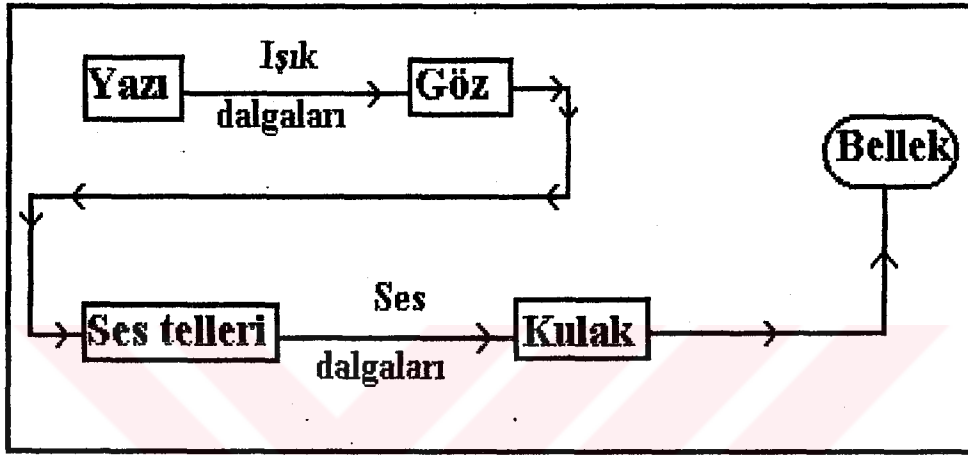 Yazı
Işık
dalgaları
Göz
Bellek
Ses telleri
Ses
dalgaları
Kulak